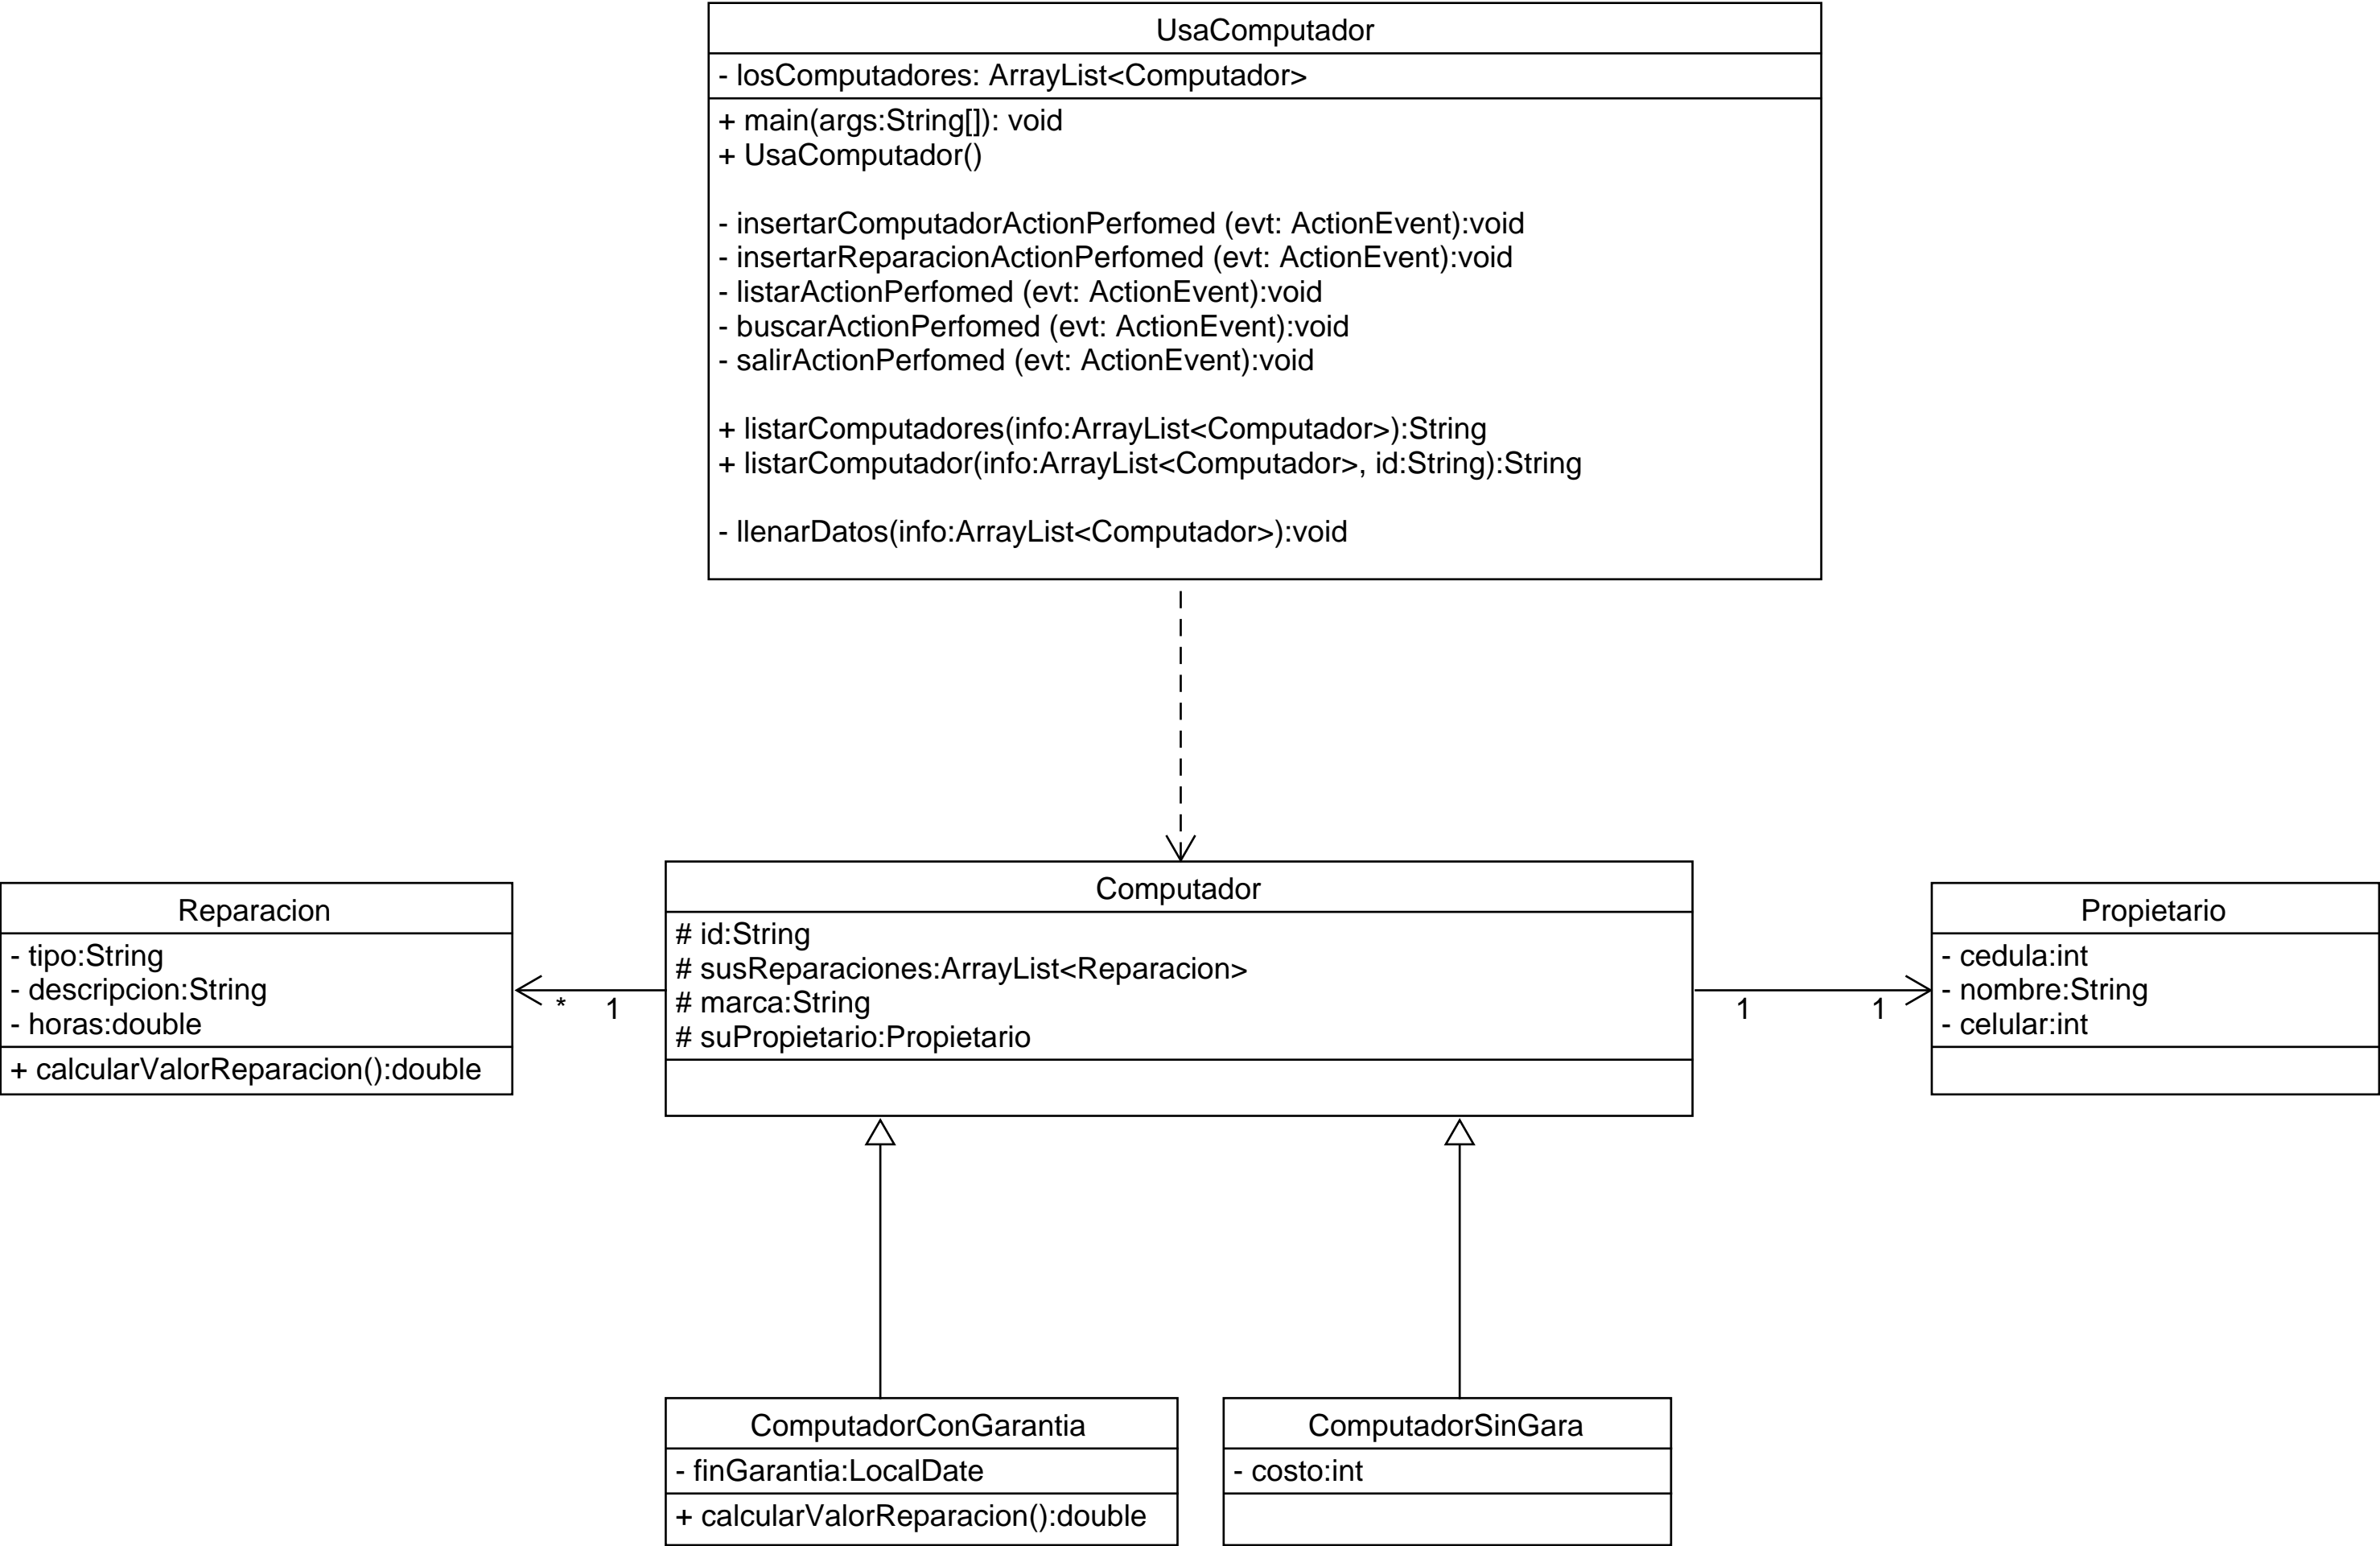 UsaComputador
- losComputadores: ArrayList<Computador>
+ main(args:String[]): void
+ UsaComputador()
- insertarComputadorActionPerfomed (evt: ActionEvent):void
- insertarReparacionActionPerfomed (evt: ActionEvent):void
- listarActionPerfomed (evt: ActionEvent):void
- buscarActionPerfomed (evt: ActionEvent):void
- salirActionPerfomed (evt: ActionEvent):void
+ listarComputadores(info:ArrayList<Computador>):String
+ listarComputador(info:ArrayList<Computador>, id:String):String
- llenarDatos(info:ArrayList<Computador>):void
Reparacion
- tipo:String
- descripcion:String
- horas:double
+ calcularValorReparacion():double
* 1
Computador
# id:String
# susReparaciones:ArrayList<Reparacion>
# marca:String
# suPropietario:Propietario
1 1
Propietario
- cedula:int
- nombre:String
- celular:int
ComputadorConGarantia
- finGarantia:LocalDate
+ calcularValorReparacion():double
ComputadorSinGara
- costo:int